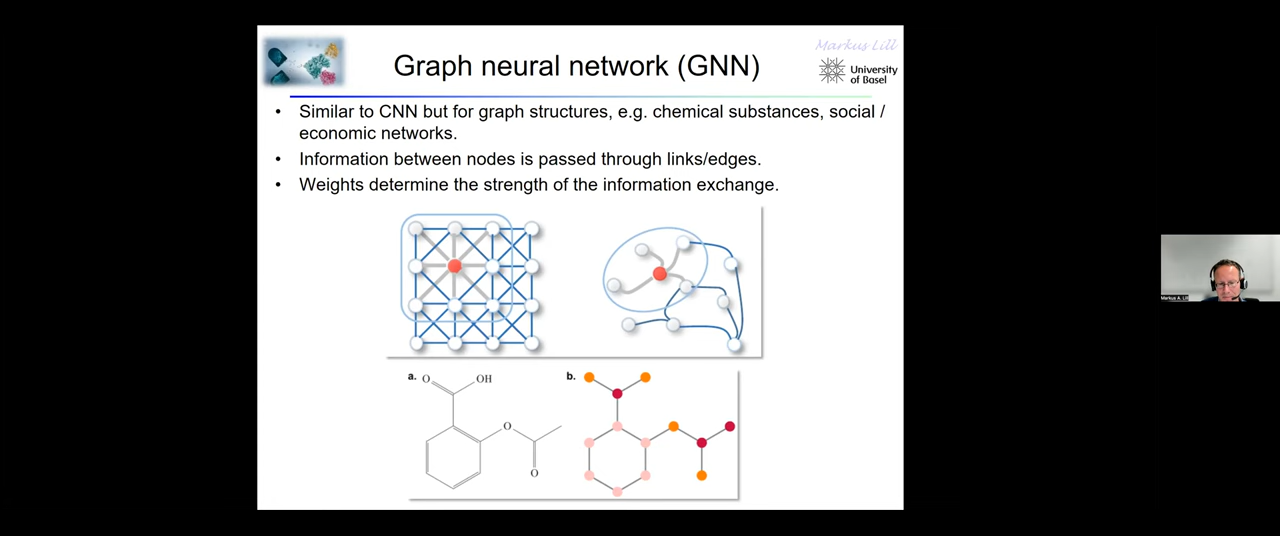 Markus Lill
Graph neural network (GNN)
University
of Basel
• Similar to CNN but for graph structures, e.g. chemical substances, social /
economic networks.
• Information between nodes is passed through links/edges.
• Weights determine the strength of the information exchange.
a.
O
OH
O
O
b.
Markus A. Lill